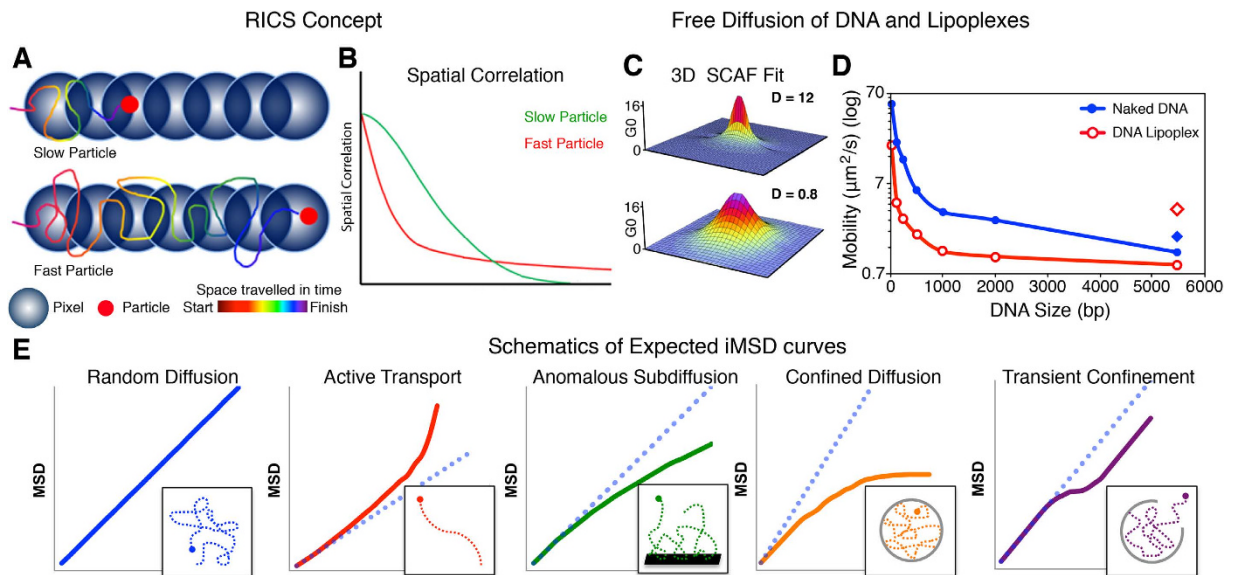 RICS Concept
Free Diffusion of DNA and Lipoplexes
A
Slow Particle
Fast Particle
Pixel
Particle
Space travelled in time
Start
Finish
B
Spatial Correlation
Spatial Correlation
Slow Particle
Fast Particle
C
3D SCAF Fit
D = 12
16
G0
0
D = 0.8
16
G0
0
D
70
7
0.7
Mobility (μm²/s) (log)
Naked DNA
DNA Lipoplex
0 1000 2000 3000 4000 5000 6000
DNA Size (bp)
E
Schematics of Expected iMSD curves
Random Diffusion
MSD
Active Transport
MSD
Anomalous Subdiffusion
MSD
Confined Diffusion
MSD
Transient Confinement
MSD